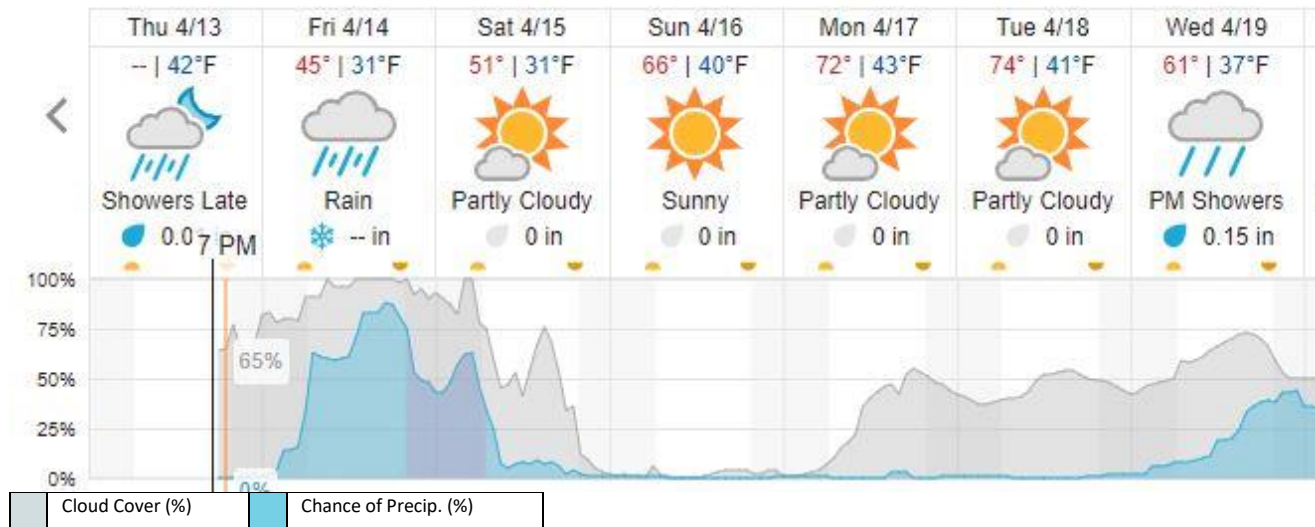 Thu 4/13 Fri 4/14 Sat 4/15 Sun 4/16 Mon 4/17 Tue 4/18 Wed 4/19
-- | 42°F 45° | 31°F 51° | 31°F 66° | 40°F 72° | 43°F 74° | 41°F 61° | 37°F
Showers Late Rain Partly Cloudy Sunny Partly Cloudy Partly Cloudy PM Showers
-- in 0 in 0 in 0 in 0 in 0.15 in
7 PM
100%
75%
65%
50%
25%
0%
0%
Cloud Cover (%) Chance of Precip. (%)